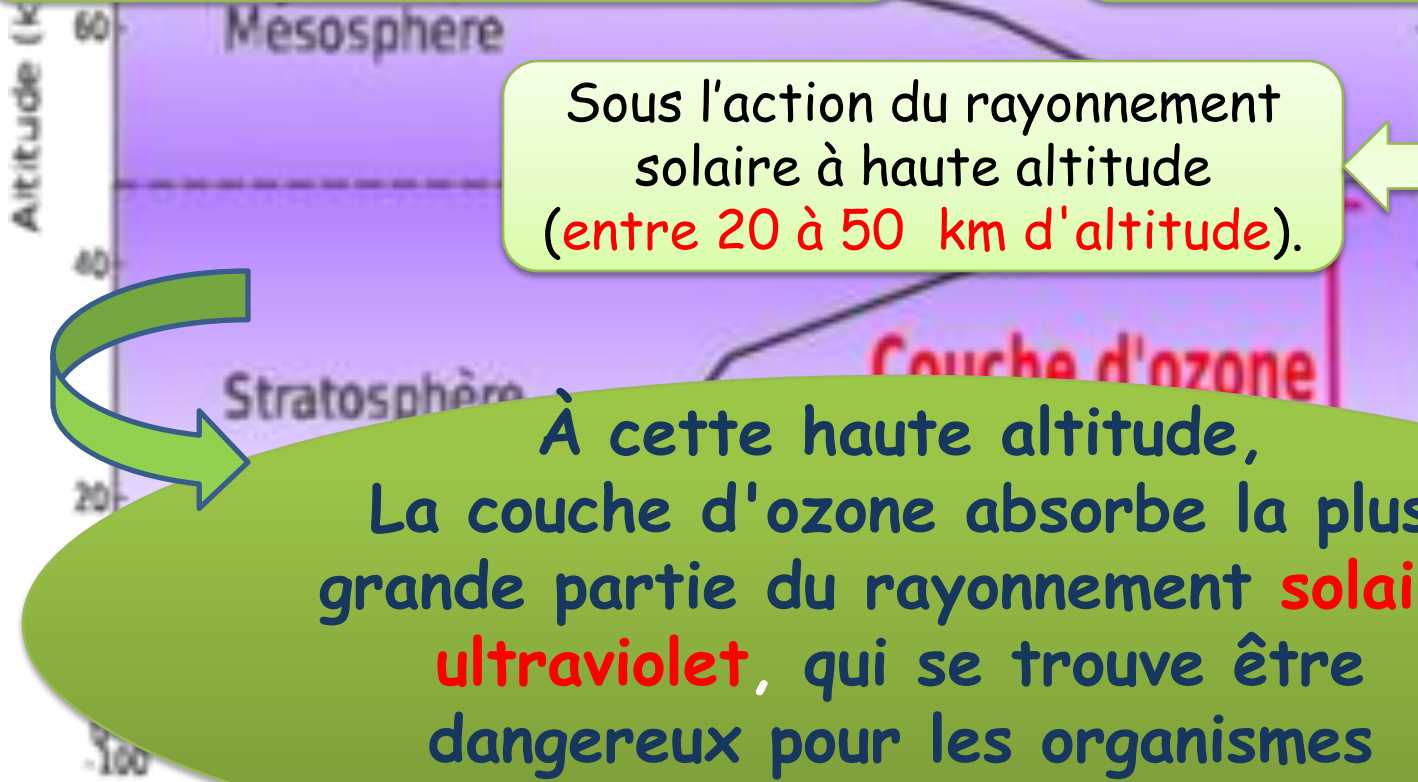 Altitude (k
60
Mésosphère
Sous l’action du rayonnement
solaire à haute altitude
(entre 20 à 50 km d'altitude).
40
Couche d'ozone
Stratosphère
À cette haute altitude,
20
La couche d'ozone absorbe la plus
grande partie du rayonnement solai
ultraviolet, qui se trouve être
dangereux pour les organismes
-100